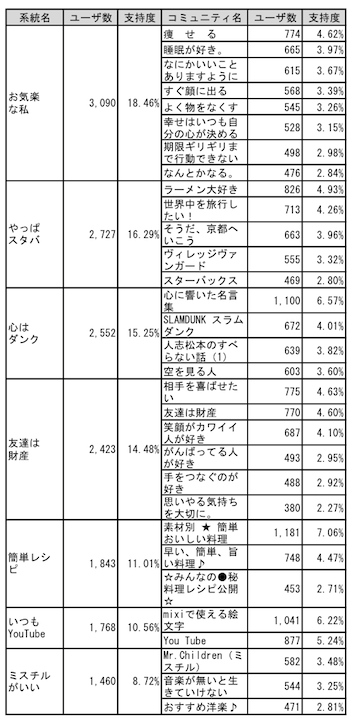 系統名 ユーザ数 支持度 コミュニティ名 ユーザ数 支持度
お気楽
な私 3,090 18.46%
痩せる 774 4.62%
睡眠が好き。 665 3.97%
なにかいいこと
ありますように 615 3.67%
すぐ顔に出る 568 3.39%
よく物をなくす 545 3.26%
幸せはいつも自
分の心が決める 528 3.15%
期限ギリギリま
で行動できない 498 2.98%
なんとかなる。 476 2.84%
やっぱ
スタバ 2,727 16.29%
ラーメン大好き 826 4.93%
世界中を旅行し
たい! 713 4.26%
そうだ、京都へ
いこう 663 3.96%
ヴィレッジヴァ
ンガード 555 3.32%
スターバックス 469 2.80%
心は
ダンク 2,552 15.25%
心に響いた名言
集 1,100 6.57%
SLAMDUNK スラム
ダンク 672 4.01%
人志松本のすべ
らない話（1） 639 3.82%
空を見る人 603 3.60%
友達は
財産 2,423 14.48%
相手を喜ばせた
い 775 4.63%
友達は財産 770 4.60%
笑顔がカワイイ
人が好き 687 4.10%
がんばってる人
が好き 493 2.95%
手をつなぐのが
好き 488 2.92%
思いやる気持ち
を大切に。 380 2.27%
簡単レシ
ピ 1,843 11.01%
素材別 ★ 簡単
おいしい料理 1,181 7.06%
早い、簡単、旨
い料理♪ 748 4.47%
☆みんなの●秘
料理レシピ公開
☆ 453 2.71%
いつも
YouTube 1,768 10.56%
mixiで使える絵
文字 1,041 6.22%
You Tube 877 5.24%
ミスチル
がいい 1,460 8.72%
Mr.Children（ミ
スチル） 582 3.48%
音楽が無いと生
きていけない 544 3.25%
おすすめ洋楽♪ 471 2.81%